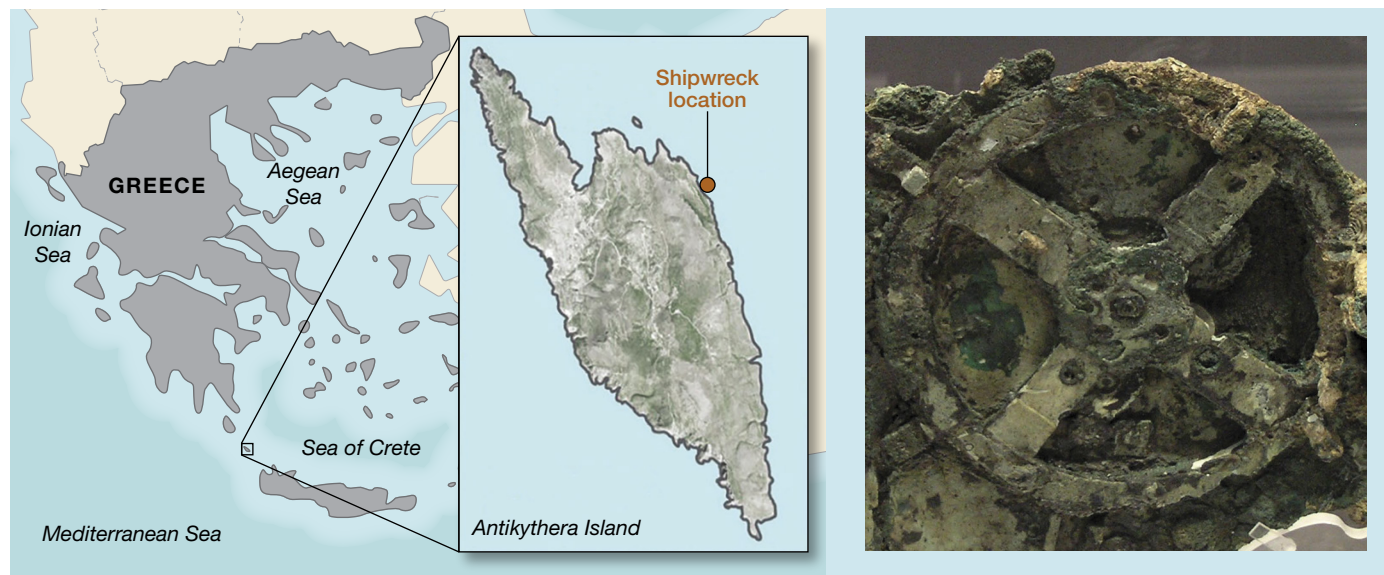 Shipwreck
location
Aegean
Sea
GREECE
Ionian
Sea
Sea of Crete
Mediterranean Sea
Antikythera Island